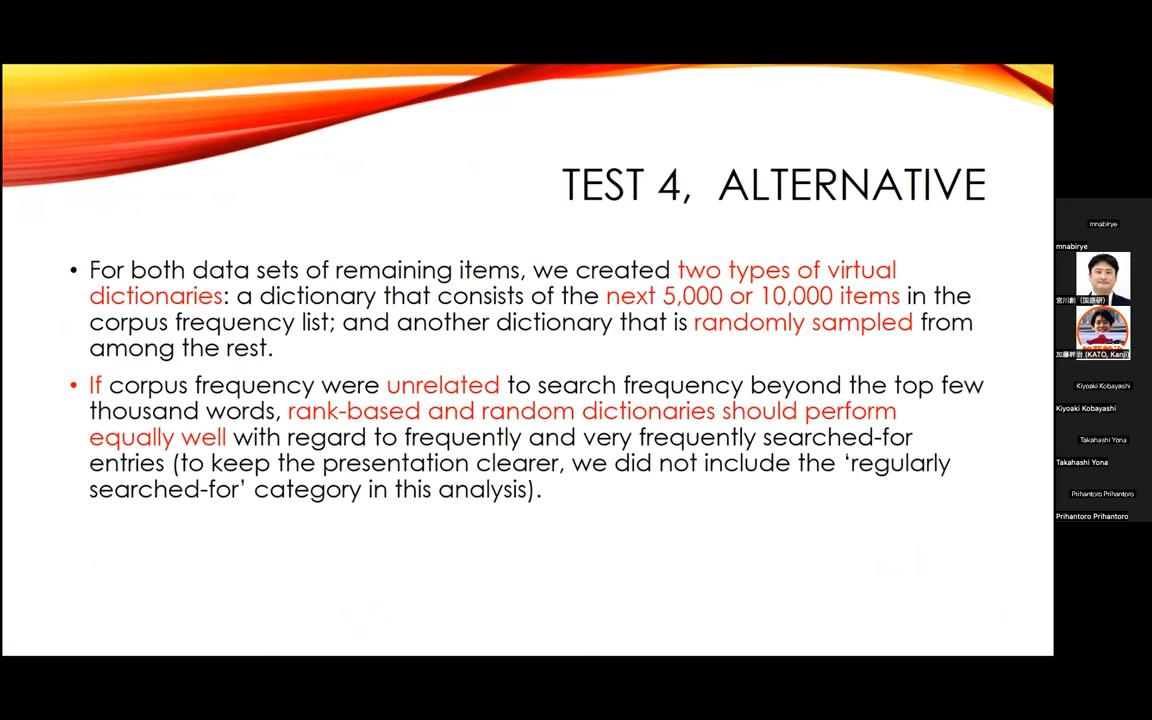 TEST 4, ALTERNATIVE
• For both data sets of remaining items, we created two types of virtual
dictionaries: a dictionary that consists of the next 5,000 or 10,000 items in the
corpus frequency list; and another dictionary that is randomly sampled from
among the rest.
• If corpus frequency were unrelated to search frequency beyond the top few
thousand words, rank-based and random dictionaries should perform
equally well with regard to frequently and very frequently searched-for
entries (to keep the presentation clearer, we did not include the ‘regularly
searched-for’ category in this analysis).
mnabirye
mnabirye
宮川創 (国語研)
加藤幹治 (KATO, Kanji)
Kiyoaki Kobayashi
Kiyoaki Kobayashi
Takahashi Yona
Takahashi Yona
Prihantoro Prihantoro
Prihantoro Prihantoro